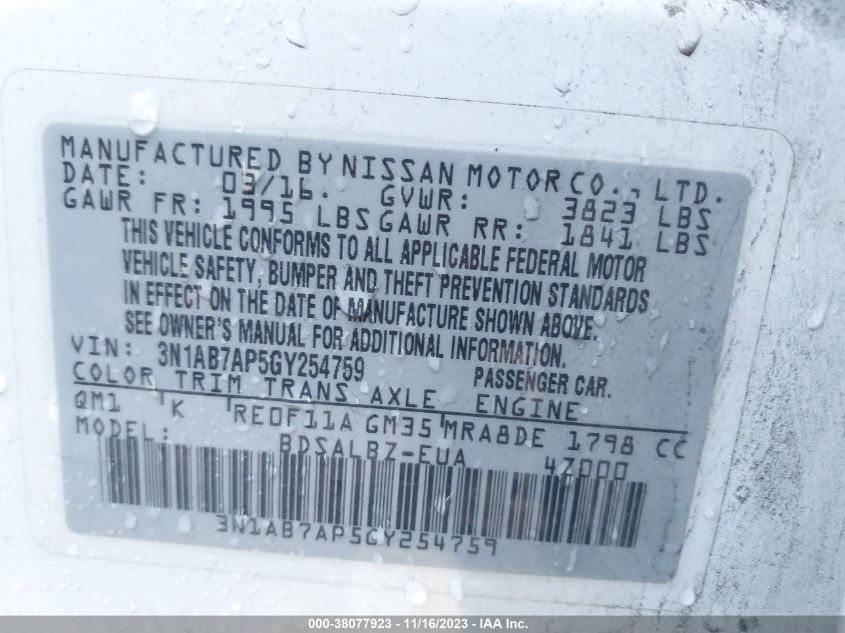 MANUFACTURED BY NISSAN MOTOR CO., LTD.
DATE: 03/16. GVWR: 3823 LBS
GAWR FR: 1995 LBS GAWR RR: 1841 LBS
THIS VEHICLE CONFORMS TO ALL APPLICABLE FEDERAL MOTOR
VEHICLE SAFETY, BUMPER AND THEFT PREVENTION STANDARDS
IN EFFECT ON THE DATE OF MANUFACTURE SHOWN ABOVE.
SEE OWNER'S MANUAL FOR ADDITIONAL INFORMATION.
VIN: 3N1AB7AP5GY254759 PASSENGER CAR.
COLOR TRIM TRANS AXLE ENGINE
QM1 K RE0F11A GM35 MRA8DE 1798 CC
MODEL: BDSALBZ-EUA 4Z000
3N1AB7AP5GY254759
000-38077923 - 11/16/2023 - IAA Inc.